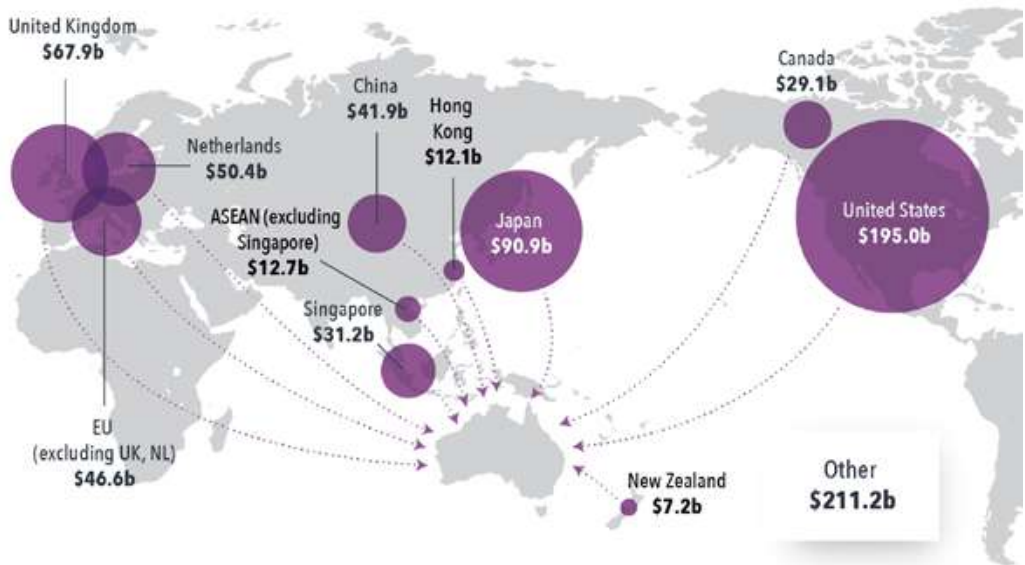 United Kingdom
$67.9b
Netherlands
$50.4b
EU
(excluding UK, NL)
$46.6b
China
$41.9b
Hong
Kong
$12.1b
ASEAN (excluding
Singapore)
$12.7b
Singapore
$31.2b
Japan
$90.9b
Canada
$29.1b
United States
$195.0b
New Zealand
$7.2b
Other
$211.2b